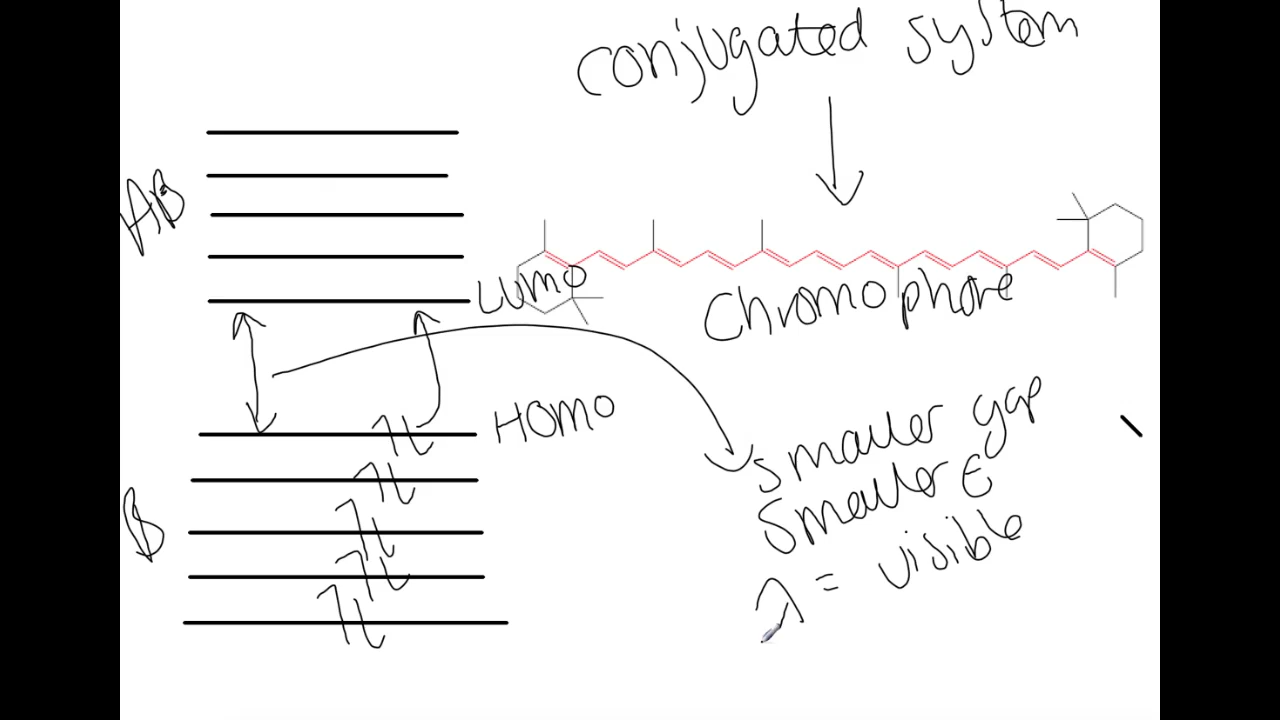 conjugated system
AB
LUMO
Chromophore
HOMO
smaller gap
smaller E
B
λ = visible